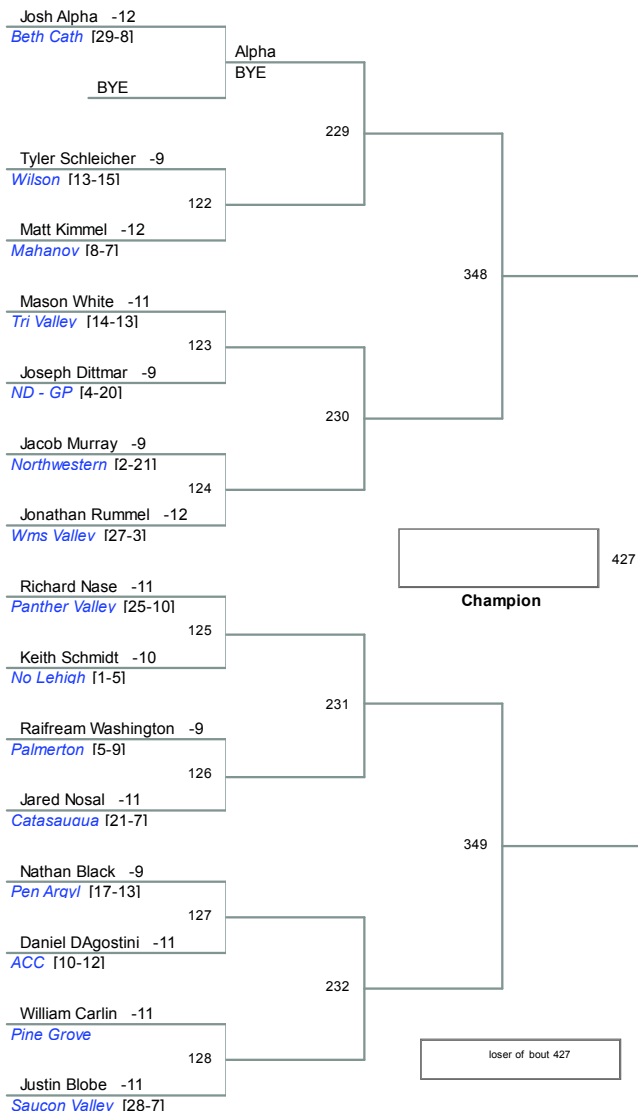 Josh Alpha -12
Beth Cath [29-8]
Alpha
BYE
BYE
229
Tyler Schleicher -9
Wilson [13-15]
122
Matt Kimmel -12
Mahanoy [8-7]
348
Mason White -11
Tri Valley [14-13]
123
Joseph Dittmar -9
ND - GP [4-20]
230
Jacob Murray -9
Northwestern [2-21]
124
Jonathan Rummel -12
Wms Valley [27-3]
427
Champion
Richard Nase -11
Panther Valley [25-10]
125
Keith Schmidt -10
No Lehigh [1-5]
231
Raifream Washington -9
Palmerton [5-9]
126
Jared Nosal -11
Catasauqua [21-7]
349
Nathan Black -9
Pen Argyl [17-13]
127
Daniel DAgostini -11
ACC [10-12]
232
William Carlin -11
Pine Grove
128
loser of bout 427
Justin Blobe -11
Saucon Valley [28-7]